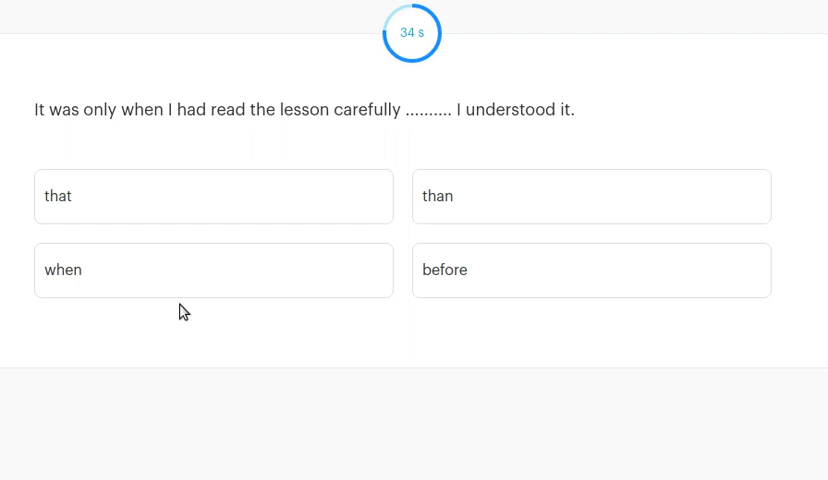 34 s
It was only when I had read the lesson carefully .......... I understood it.
that
than
when
before